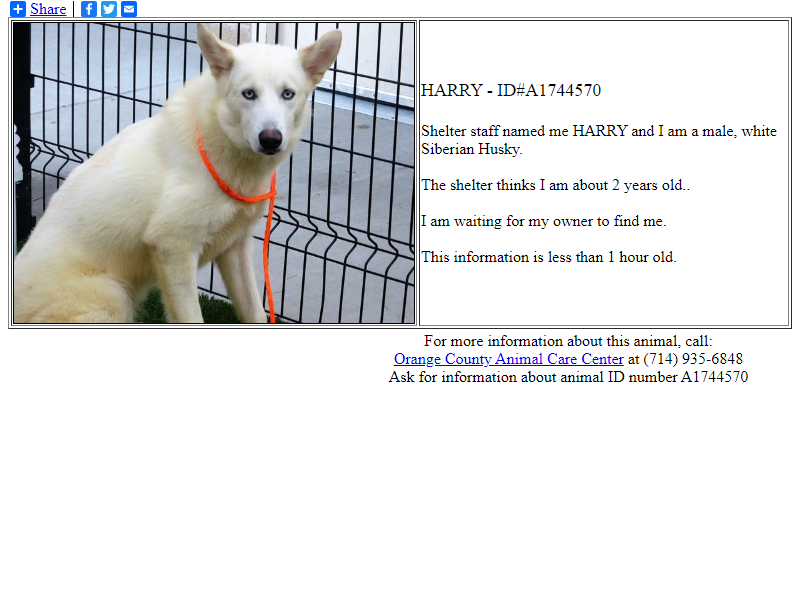 Share |
HARRY - ID#A1744570
Shelter staff named me HARRY and I am a male, white
Siberian Husky.
The shelter thinks I am about 2 years old..
I am waiting for my owner to find me.
This information is less than 1 hour old.
For more information about this animal, call:
Orange County Animal Care Center at (714) 935-6848
Ask for information about animal ID number A1744570